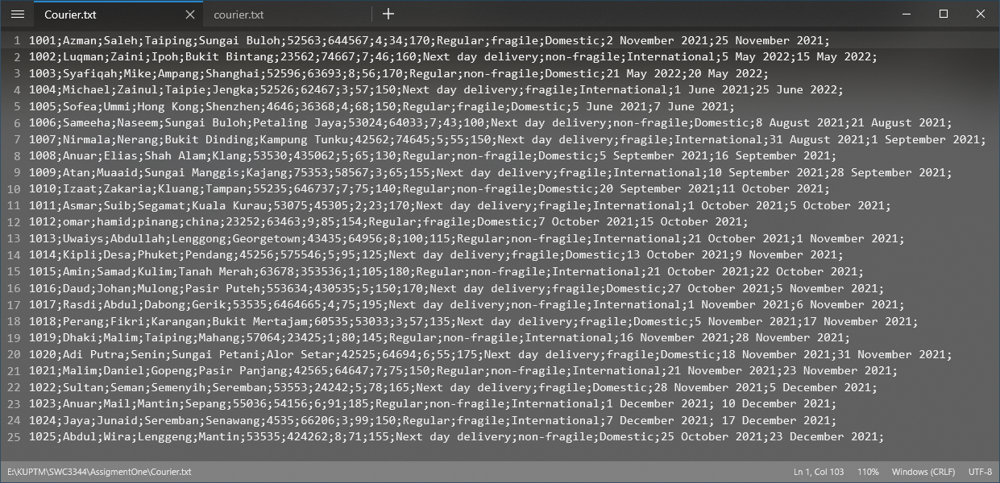 Courier.txt
courier.txt
1 1001;Azman;Saleh;Taiping;Sungai Buloh;52563;644567;4;34;170;Regular;fragile;Domestic;2 November 2021;25 November 2021;
2 1002;Luqman;Zaini;Ipoh;Bukit Bintang;23562;74667;7;46;160;Next day delivery;non-fragile;International;5 May 2022;15 May 2022;
3 1003;Syafiqah;Mike;Ampang;Shanghai;52596;63693;8;56;170;Regular;non-fragile;Domestic;21 May 2022;20 May 2022;
4 1004;Michael;Zainul;Taipie;Jengka;52526;62467;3;57;150;Next day delivery;fragile;International;1 June 2021;25 June 2022;
5 1005;Sofea;Ummi;Hong Kong;Shenzhen;4646;36368;4;68;150;Regular;fragile;Domestic;5 June 2021;7 June 2021;
6 1006;Sameeha;Naseem;Sungai Buloh;Petaling Jaya;53024;64033;7;43;100;Next day delivery;non-fragile;Domestic;8 August 2021;21 August 2021;
7 1007;Nirmala;Nerang;Bukit Dinding;Kampung Tunku;42562;74645;5;55;150;Next day delivery;fragile;International;31 August 2021;1 September 2021;
8 1008;Anuar;Elias;Shah Alam;Klang;53530;435062;5;65;130;Regular;non-fragile;Domestic;5 September 2021;16 September 2021;
9 1009;Atan;Muaaid;Sungai Manggis;Kajang;75353;58567;3;65;155;Next day delivery;fragile;International;10 September 2021;28 September 2021;
10 1010;Izaat;Zakaria;Kluang;Tampan;55235;646737;7;75;140;Regular;non-fragile;Domestic;20 September 2021;11 October 2021;
11 1011;Asmar;Suib;Segamat;Kuala Kurau;53075;45305;2;23;170;Next day delivery;fragile;International;1 October 2021;5 October 2021;
12 1012;omar;hamid;pinang;china;23252;63463;9;85;154;Regular;fragile;Domestic;7 October 2021;15 October 2021;
13 1013;Uwaiys;Abdullah;Lenggong;Georgetown;43435;64956;8;100;115;Regular;non-fragile;International;21 October 2021;1 November 2021;
14 1014;Kipli;Desa;Phuket;Pendang;45256;575546;5;95;125;Next day delivery;fragile;Domestic;13 October 2021;9 November 2021;
15 1015;Amin;Samad;Kulim;Tanah Merah;63678;353536;1;105;180;Regular;non-fragile;International;21 October 2021;22 October 2021;
16 1016;Daud;Johan;Mulong;Pasir Puteh;553634;430535;5;150;170;Next day delivery;fragile;Domestic;27 October 2021;5 November 2021;
17 1017;Rasdi;Abdul;Dabong;Gerik;53535;6464665;4;75;195;Next day delivery;non-fragile;International;1 November 2021;6 November 2021;
18 1018;Perang;Fikri;Karangan;Bukit Mertajam;60535;53033;3;57;135;Next day delivery;fragile;Domestic;5 November 2021;17 November 2021;
19 1019;Dhaki;Malim;Taiping;Mahang;57064;23425;1;80;145;Regular;non-fragile;International;16 November 2021;28 November 2021;
20 1020;Adi Putra;Senin;Sungai Petani;Alor Setar;42525;64694;6;55;175;Next day delivery;fragile;Domestic;18 November 2021;31 November 2021;
21 1021;Malim;Daniel;Gopeng;Pasir Panjang;42565;64647;7;75;150;Regular;non-fragile;International;21 November 2021;23 November 2021;
22 1022;Sultan;Seman;Semenyih;Seremban;53553;24242;5;78;165;Next day delivery;fragile;Domestic;28 November 2021;5 December 2021;
23 1023;Anuar;Mail;Mantin;Sepang;55036;54156;6;91;185;Regular;non-fragile;International;1 December 2021; 10 December 2021;
24 1024;Jaya;Junaid;Seremban;Senawang;4535;66206;3;99;150;Regular;fragile;International;7 December 2021; 17 December 2021;
25 1025;Abdul;Wira;Lenggeng;Mantin;53535;424262;8;71;155;Next day delivery;non-fragile;Domestic;25 October 2021;23 December 2021;
E:\KUPTM\SWC3344\AssigmentOne\Courier.txt
Ln 1, Col 103 110% Windows (CRLF) UTF-8